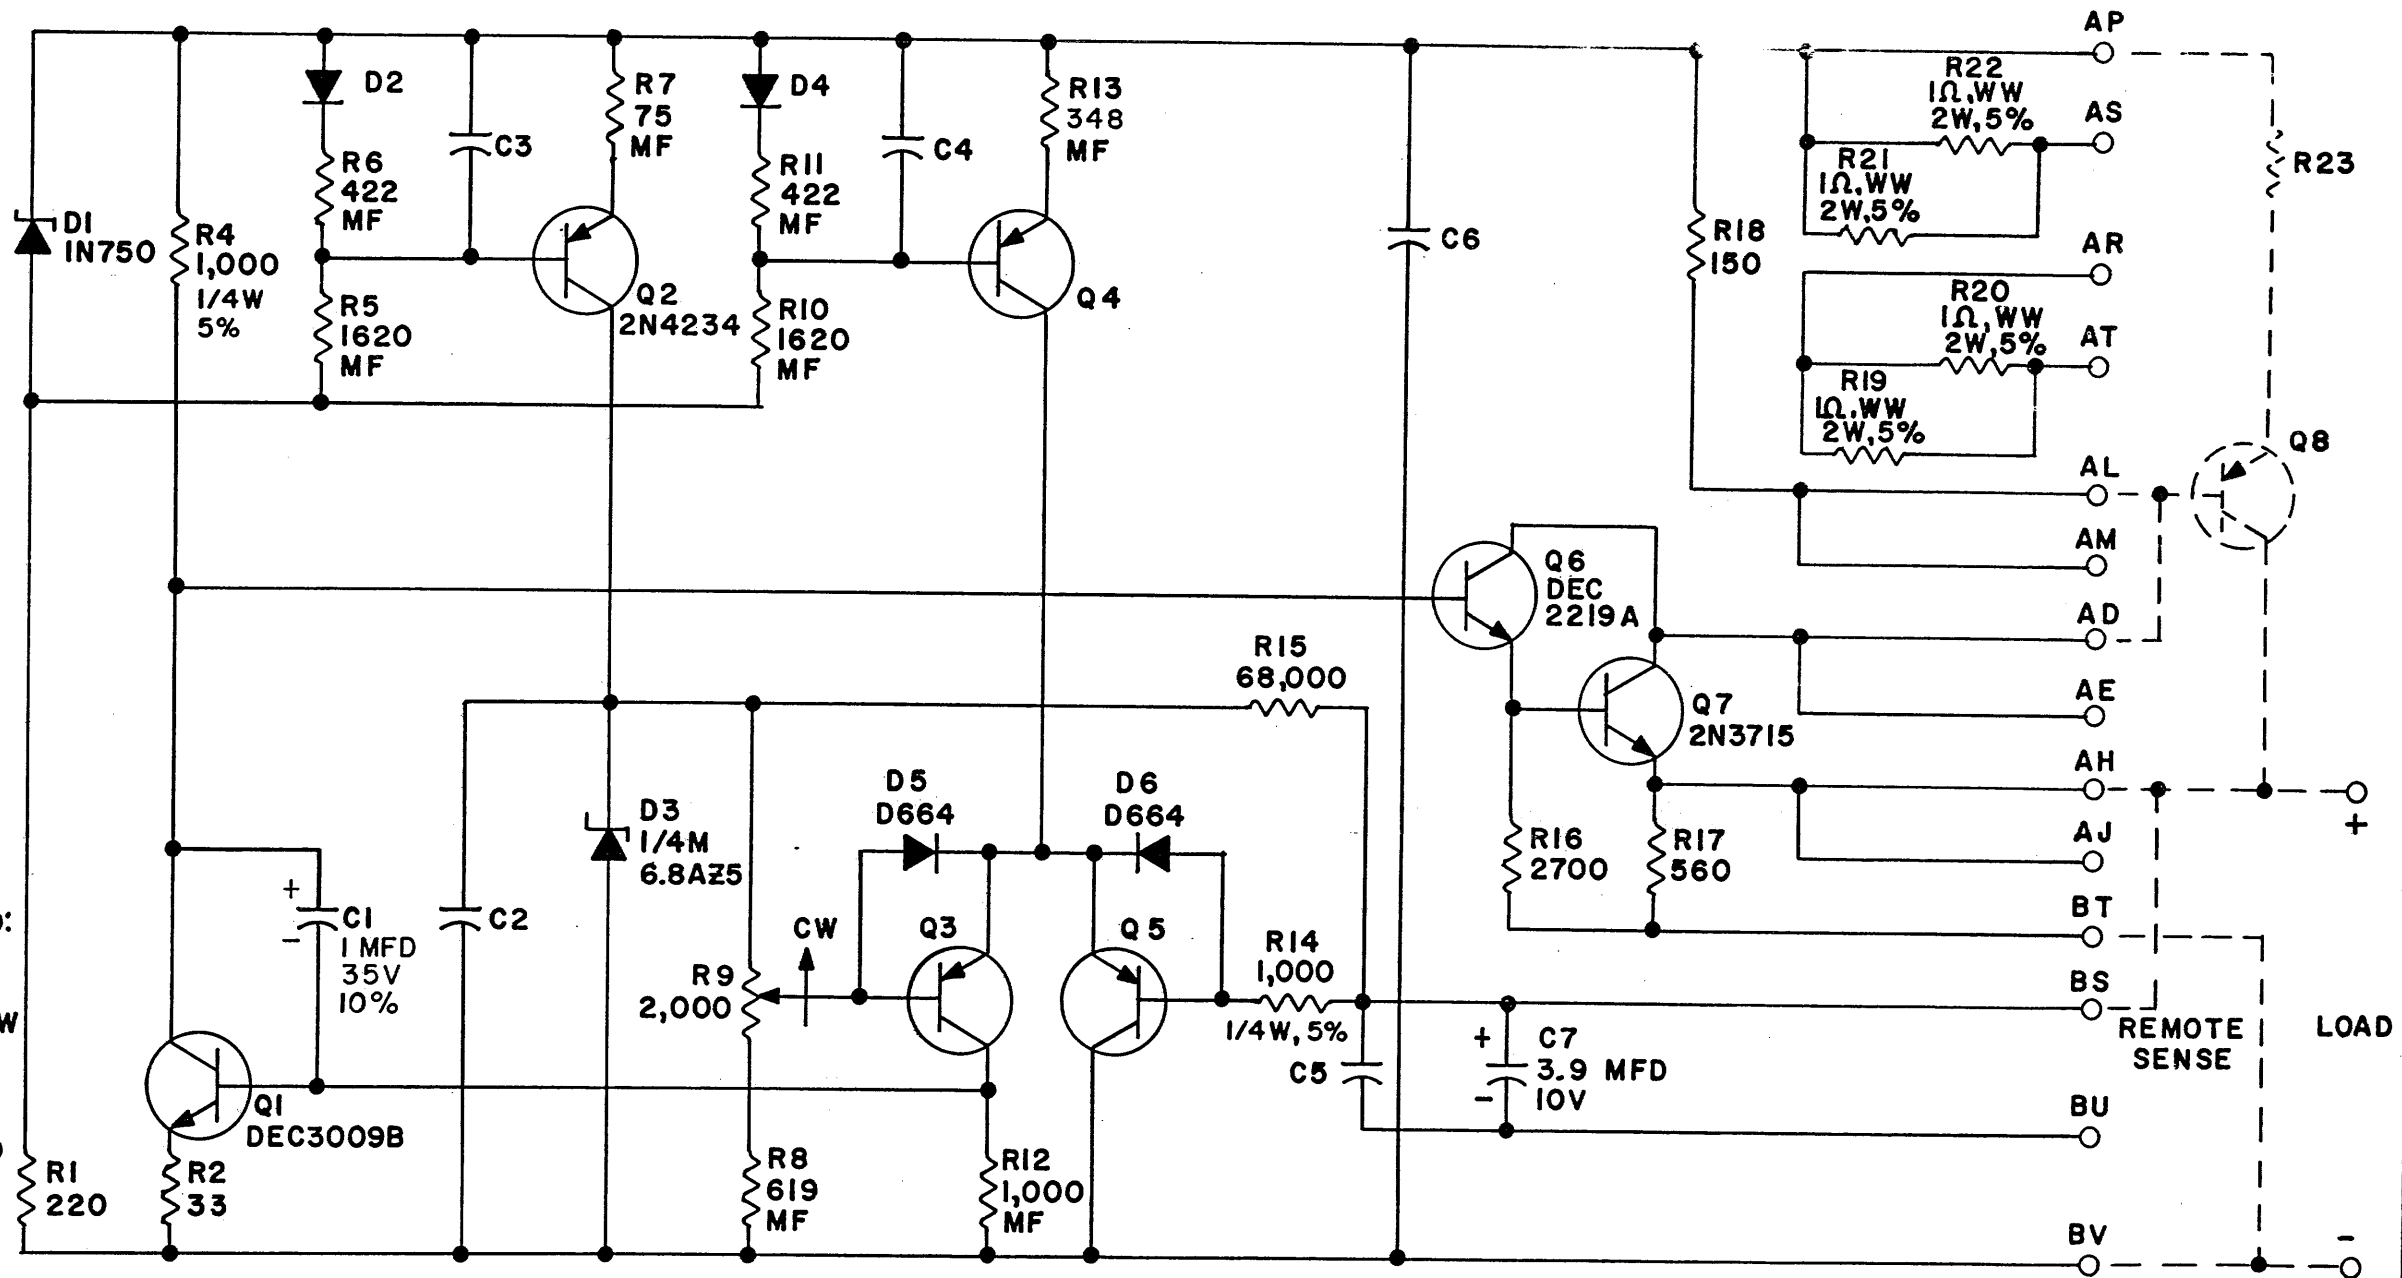 AP
D2
R7
75
MF
D4
R13
348
MF
R22
1Ω,WW
2W,5%
AS
C3
C4
R6
422
MF
R11
422
MF
R21
1Ω,WW
2W,5%
R23
D1
1N750
R4
1,000
1/4W
5%
C6
R18
150
AR
R5
1620
MF
Q2
2N4234
R10
1620
MF
Q4
R20
1Ω,WW
2W,5%
AT
R19
1Ω,WW
2W,5%
Q8
AL
AM
Q6
DEC
2219A
AD
R15
68,000
AE
Q7
2N3715
AH
+
D3
1/4M
6.8AZ5
D5
D664
D6
D664
R16
2700
R17
560
AJ
BT
+
-
C1
1 MFD
35V
10%
C2
CW
Q3
Q5
R14
1,000
1/4W,5%
R9
2,000
BS
REMOTE
SENSE
LOAD
C5
+
-
C7
3.9 MFD
10V
BU
Q1
DEC3009B
R1
220
R2
33
R8
619
MF
R12
1,000
MF
BV
-